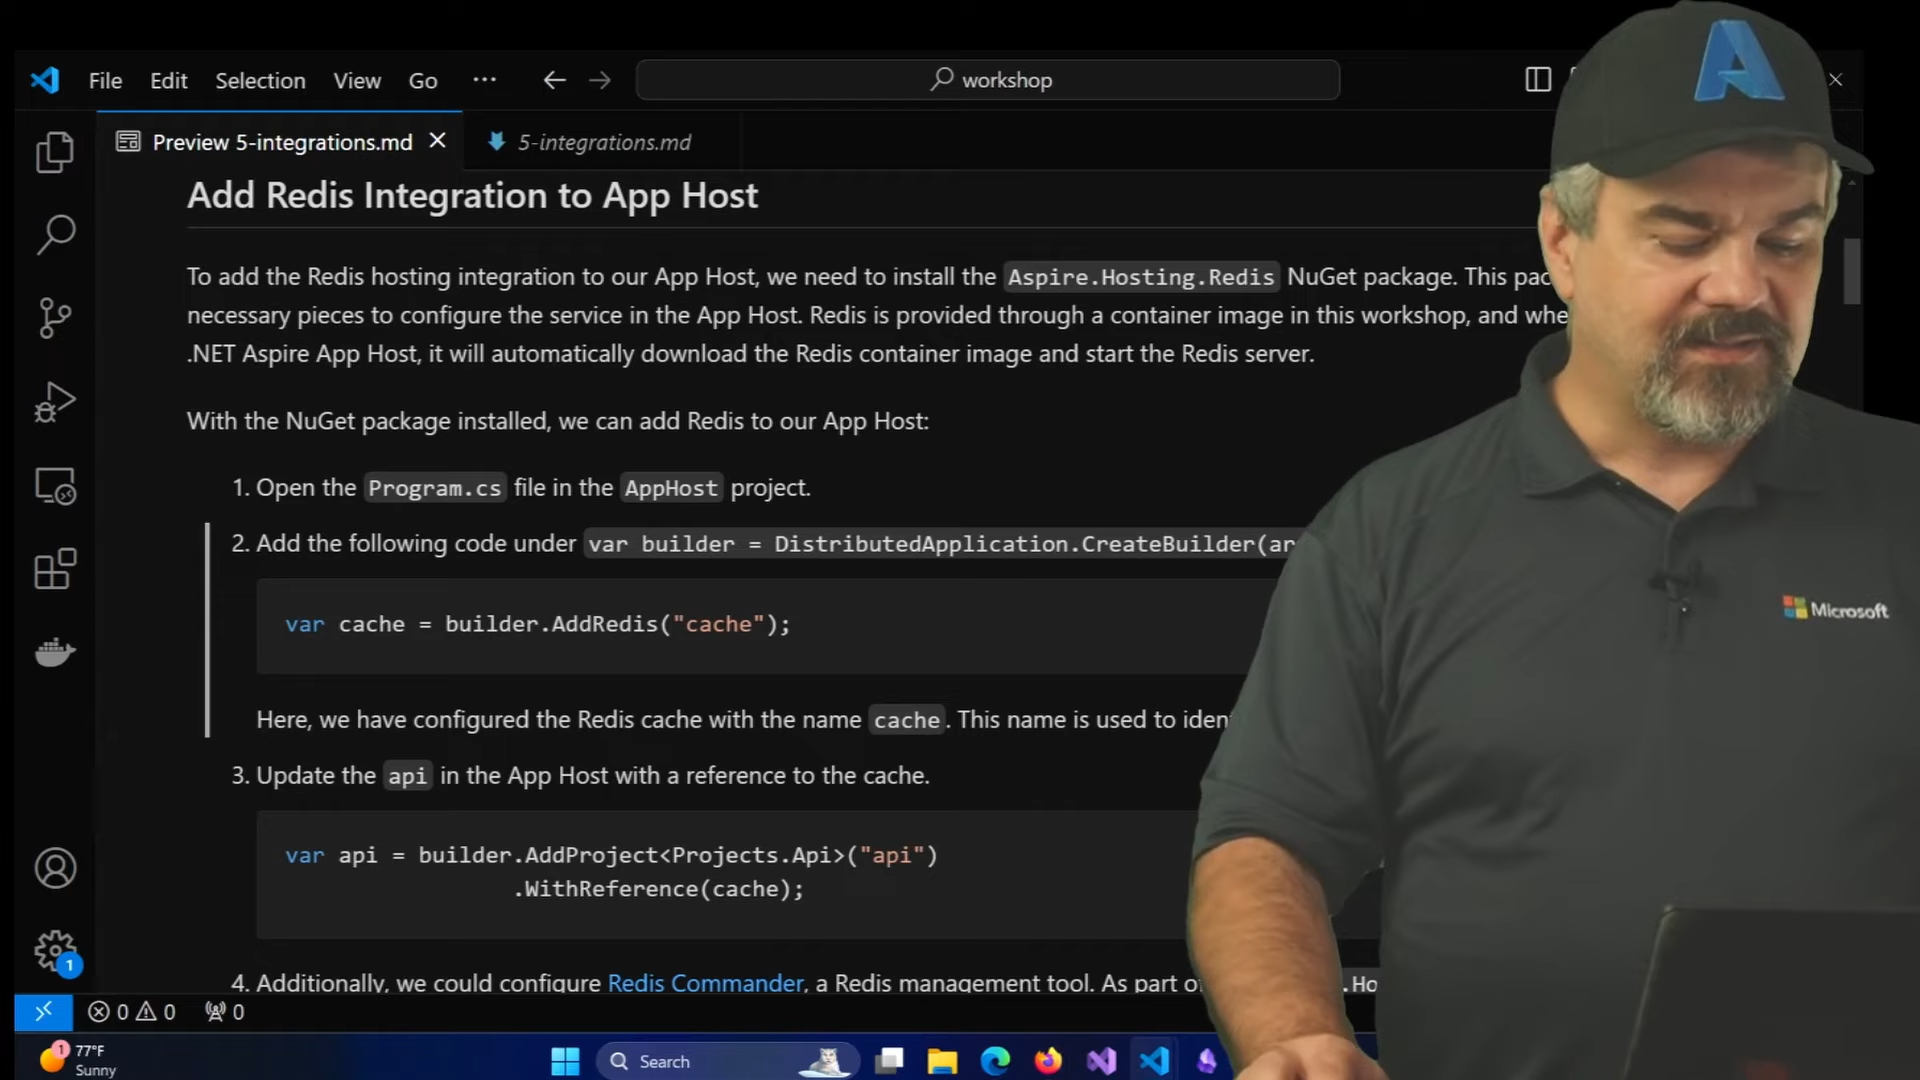 File Edit Selection View Go ··· workshop
Preview 5-integrations.md 5-integrations.md
Add Redis Integration to App Host
To add the Redis hosting integration to our App Host, we need to install the Aspire.Hosting.Redis NuGet package. This
necessary pieces to configure the service in the App Host. Redis is provided through a container image in this workshop, and
.NET Aspire App Host, it will automatically download the Redis container image and start the Redis server.
With the NuGet package installed, we can add Redis to our App Host:
1. Open the Program.cs file in the AppHost project.
2. Add the following code under var builder = DistributedApplication.CreateBuilder(
var cache = builder.AddRedis("cache");
Here, we have configured the Redis cache with the name cache. This name is used to
3. Update the api in the App Host with a reference to the cache.
var api = builder.AddProject<Projects.Api>("api")
.WithReference(cache);
4. Additionally, we could configure Redis Commander, a Redis management tool. As part
1
0 0 0
1 77°F
Sunny
Search
Microsoft